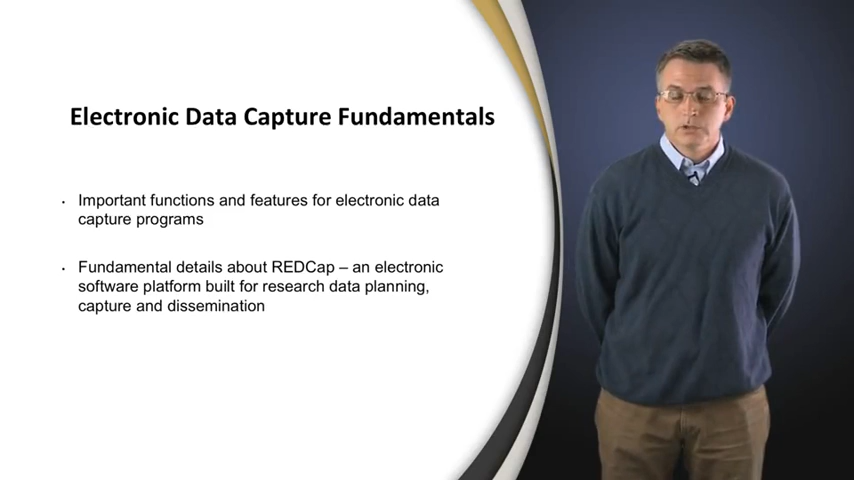 Electronic Data Capture Fundamentals
• Important functions and features for electronic data
capture programs
• Fundamental details about REDCap – an electronic
software platform built for research data planning,
capture and dissemination